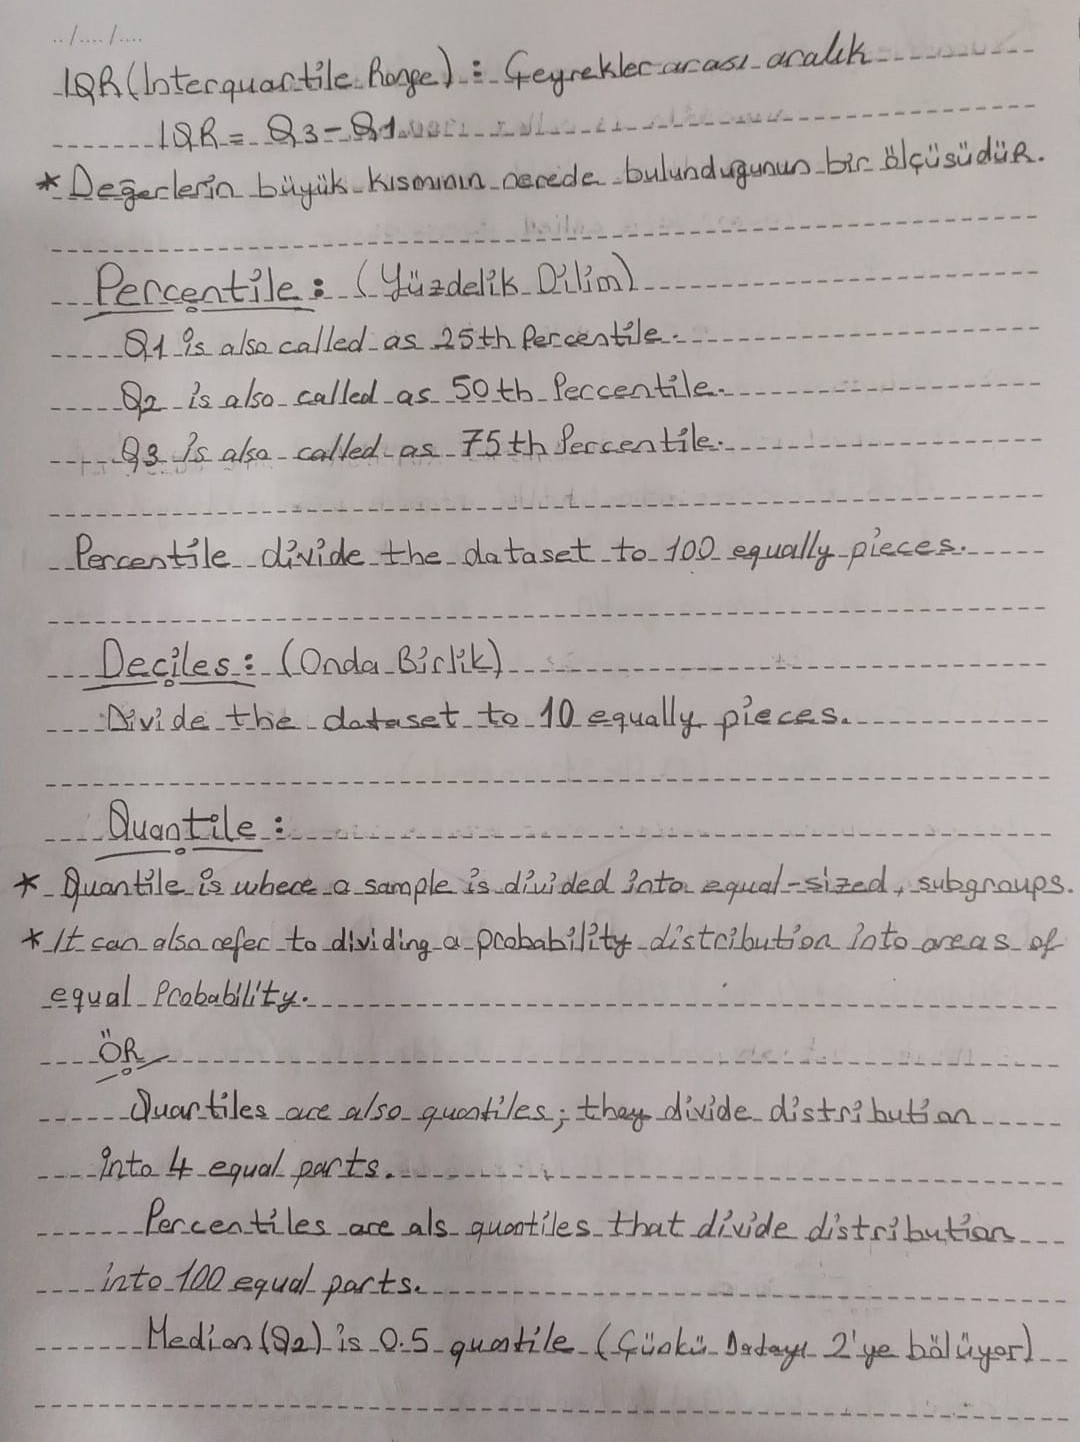 ../..../....
IQR (Interquartile Range) : Çeyrekler arası aralık
IQR = Q3 - Q1
* Değerlerin büyük kısmının nerede bulunduğunun bir ölçüsüdür.
Percentile : (Yüzdelik Dilim)
Q1 is also called as 25th Percentile.
Q2 is also called as 50th Percentile.
Q3 is also called as 75th Percentile.
Percentile divide the dataset to 100 equally pieces.
Deciles : (Onda Birlik)
Divide the dataset to 10 equally pieces.
Quantile :
* Quantile is where a sample is divided into equal-sized, subgroups.
* It can also refer to dividing a probability distribution into areas of
equal Probability.
ÖR
Quartiles are also quantiles; they divide distribution
into 4 equal parts.
Percentiles are als quantiles that divide distribution
into 100 equal parts.
Median (Q2) is 0.5 quantile (Çünkü Datayı 2'ye bölüyor)